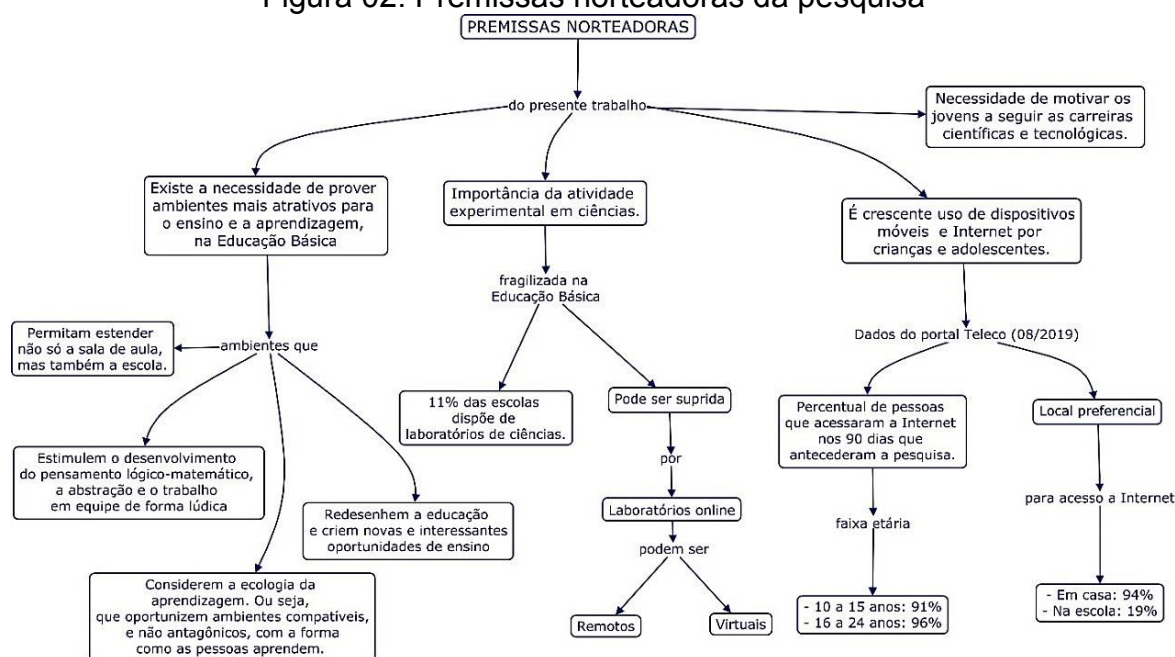 Figura 02: Premissas norteadoras da pesquisa
PREMISSAS NORTEADORAS
do presente trabalho
Necessidade de motivar os
jovens a seguir as carreiras
científicas e tecnológicas.
Existe a necessidade de prover
ambientes mais atrativos para
o ensino e a aprendizagem,
na Educação Básica
Importância da atividade
experimental em ciências.
É crescente uso de dispositivos
móveis e Internet por
crianças e adolescentes.
fragilizada na
Educação Básica
Permitam estender
não só a sala de aula,
mas também a escola.
ambientes que
Dados do portal Teleco (08/2019)
11% das escolas
dispõe de
laboratórios de ciências.
Pode ser suprida
Percentual de pessoas
que acessaram a Internet
nos 90 dias que
antecederam a pesquisa.
Local preferencial
Estimulem o desenvolvimento
do pensamento lógico-matemático,
a abstração e o trabalho
em equipe de forma lúdica
por
para acesso a Internet
Redesenhem a educação
e criem novas e interessantes
oportunidades de ensino
Laboratórios online
faixa etária
podem ser
Considerem a ecologia da
aprendizagem. Ou seja,
que oportunizem ambientes compatíveis,
e não antagônicos, com a forma
como as pessoas aprendem.
Remotos
Virtuais
- 10 a 15 anos: 91%
- 16 a 24 anos: 96%
- Em casa: 94%
- Na escola: 19%